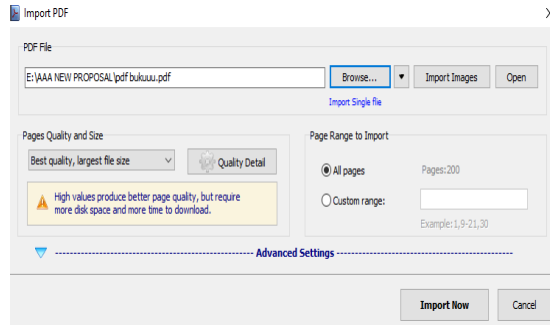 Import PDF
PDF File
E:\AAA NEW PROPOSAL\pdf bukuuu.pdf
Browse...
Import Images
Open
Import Single file
Pages Quality and Size
Best quality, largest file size
Quality Detail
High values produce better page quality, but require
more disk space and more time to download.
Page Range to Import
All pages
Pages:200
Custom range:
Example:1,9-21,30
Advanced Settings
Import Now
Cancel